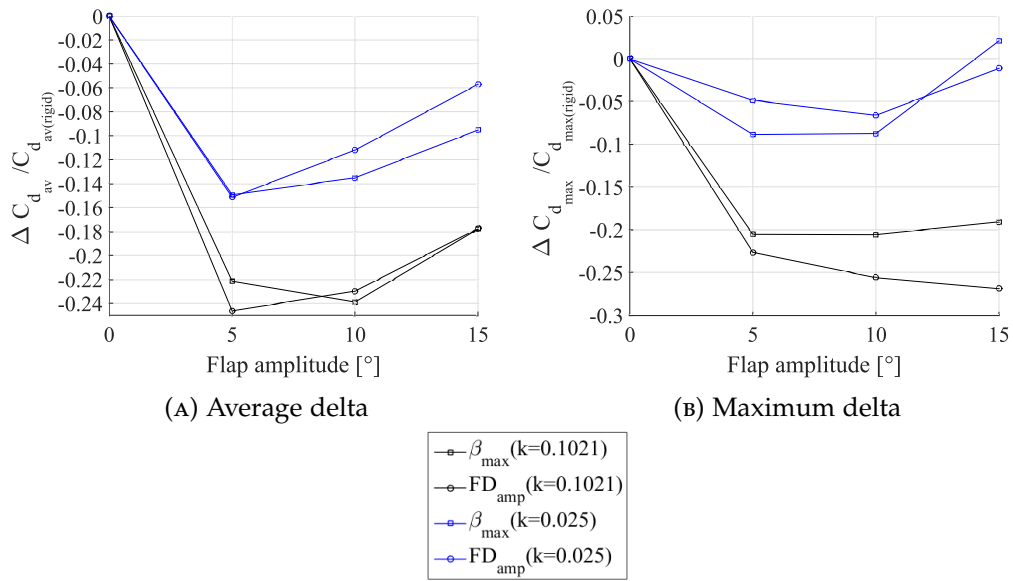 0
-0.02
-0.04
-0.06
-0.08
-0.1
-0.12
-0.14
-0.16
-0.18
-0.2
-0.22
-0.24
Δ C_d_av /C_d_av(rigid)
0 5 10 15
Flap amplitude [°]
(A) Average delta
0.05
0
-0.05
-0.1
-0.15
-0.2
-0.25
-0.3
Δ C_d_max /C_d_max(rigid)
0 5 10 15
Flap amplitude [°]
(B) Maximum delta
β_max(k=0.1021)
FD_amp(k=0.1021)
β_max(k=0.025)
FD_amp(k=0.025)